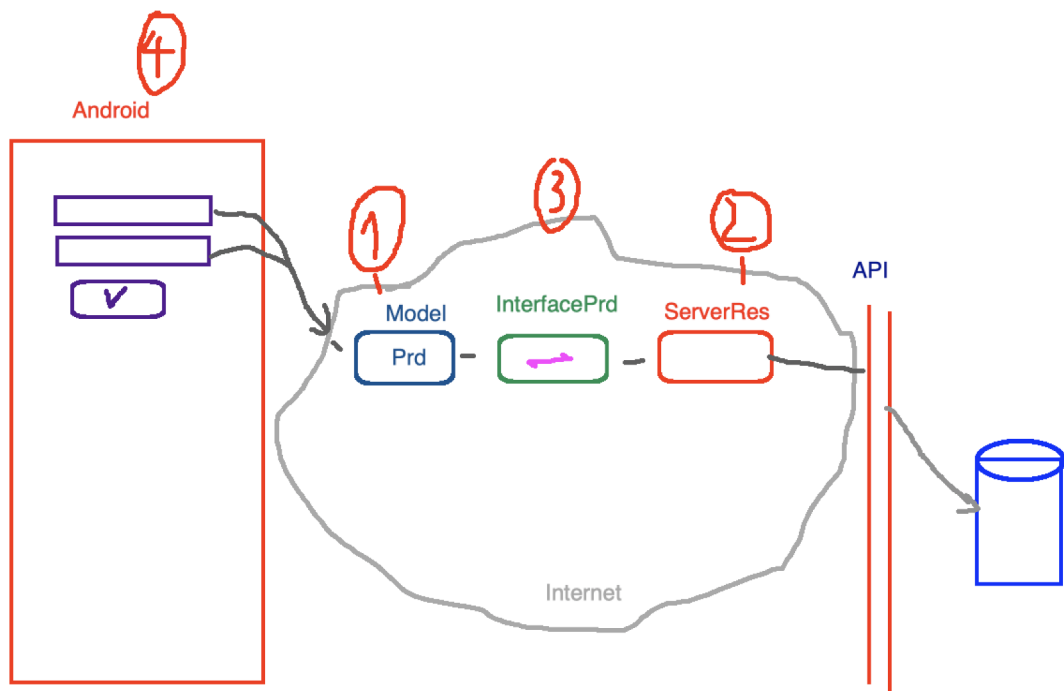 4
Android
1
3
2
API
Model
InterfacePrd
ServerRes
Prd
Internet